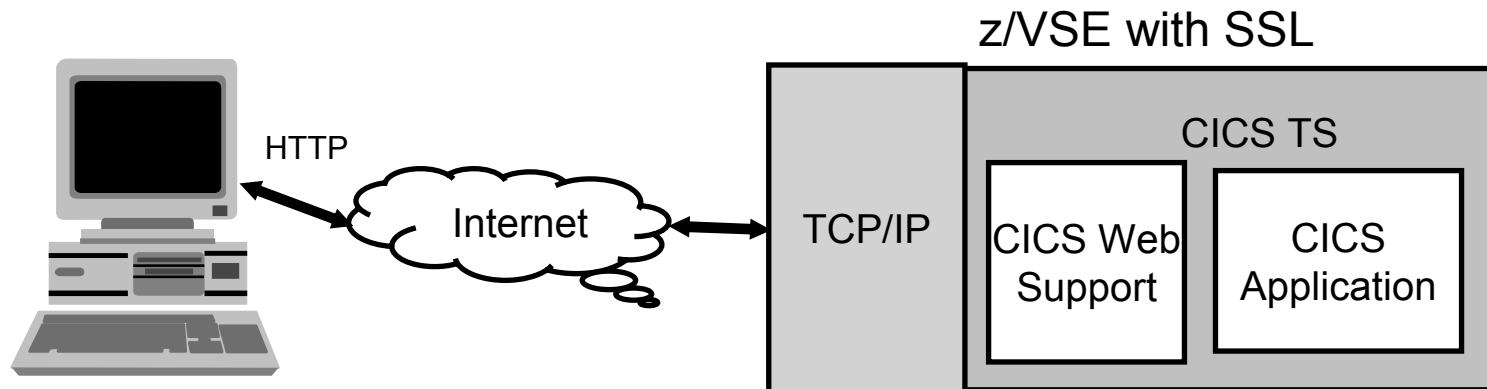 z/VSE with SSL
HTTP
Internet
TCP/IP
CICS TS
CICS Web
Support
CICS
Application